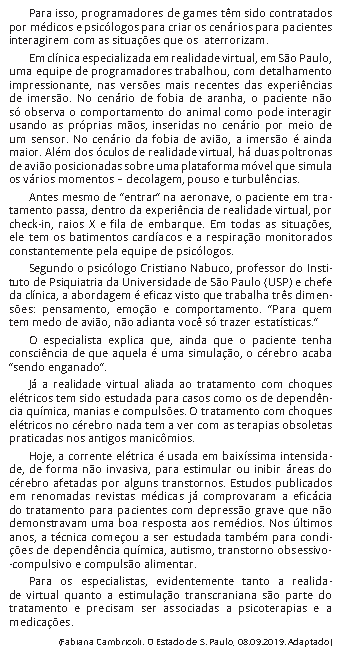 Para isso, programadores de games têm sido contratados
por médicos e psicólogos para criar os cenários para pacientes
interagirem com as situações que os aterrorizam.
Em clínica especializada em realidade virtual, em São Paulo,
uma equipe de programadores trabalhou, com detalhamento
impressionante, nas versões mais recentes das experiências
de imersão. No cenário de fobia de aranha, o paciente não
só observa o comportamento do animal como pode interagir
usando as próprias mãos, inseridas no cenário por meio de
um sensor. No cenário da fobia de avião, a imersão é ainda
maior. Além dos óculos de realidade virtual, há duas poltronas
de avião posicionadas sobre uma plataforma móvel que simula
os vários momentos – decolagem, pouso e turbulências.
Antes mesmo de “entrar” na aeronave, o paciente em tra-
tamento passa, dentro da experiência de realidade virtual, por
check-in, raios X e fila de embarque. Em todas as situações,
ele tem os batimentos cardíacos e a respiração monitorados
constantemente pela equipe de psicólogos.
Segundo o psicólogo Cristiano Nabuco, professor do Insti-
tuto de Psiquiatria da Universidade de São Paulo (USP) e chefe
da clínica, a abordagem é eficaz visto que trabalha três dimen-
sões: pensamento, emoção e comportamento. “Para quem
tem medo de avião, não adianta você só trazer estatísticas.”
O especialista explica que, ainda que o paciente tenha
consciência de que aquela é uma simulação, o cérebro acaba
“sendo enganado”.
Já a realidade virtual aliada ao tratamento com choques
elétricos tem sido estudada para casos como os de dependên-
cia química, manias e compulsões. O tratamento com choques
elétricos no cérebro nada tem a ver com as terapias obsoletas
praticadas nos antigos manicômios.
Hoje, a corrente elétrica é usada em baixíssima intensida-
de, de forma não invasiva, para estimular ou inibir áreas do
cérebro afetadas por alguns transtornos. Estudos publicados
em renomadas revistas médicas já comprovaram a eficácia
do tratamento para pacientes com depressão grave que não
demonstravam uma boa resposta aos remédios. Nos últimos
anos, a técnica começou a ser estudada também para condi-
ções de dependência química, autismo, transtorno obsessivo-
-compulsivo e compulsão alimentar.
Para os especialistas, evidentemente tanto a realida-
de virtual quanto a estimulação transcraniana são parte do
tratamento e precisam ser associadas a psicoterapias e a
medicações.
(Fabiana Cambricoli. O Estado de S. Paulo, 08.09.2019. Adaptado)